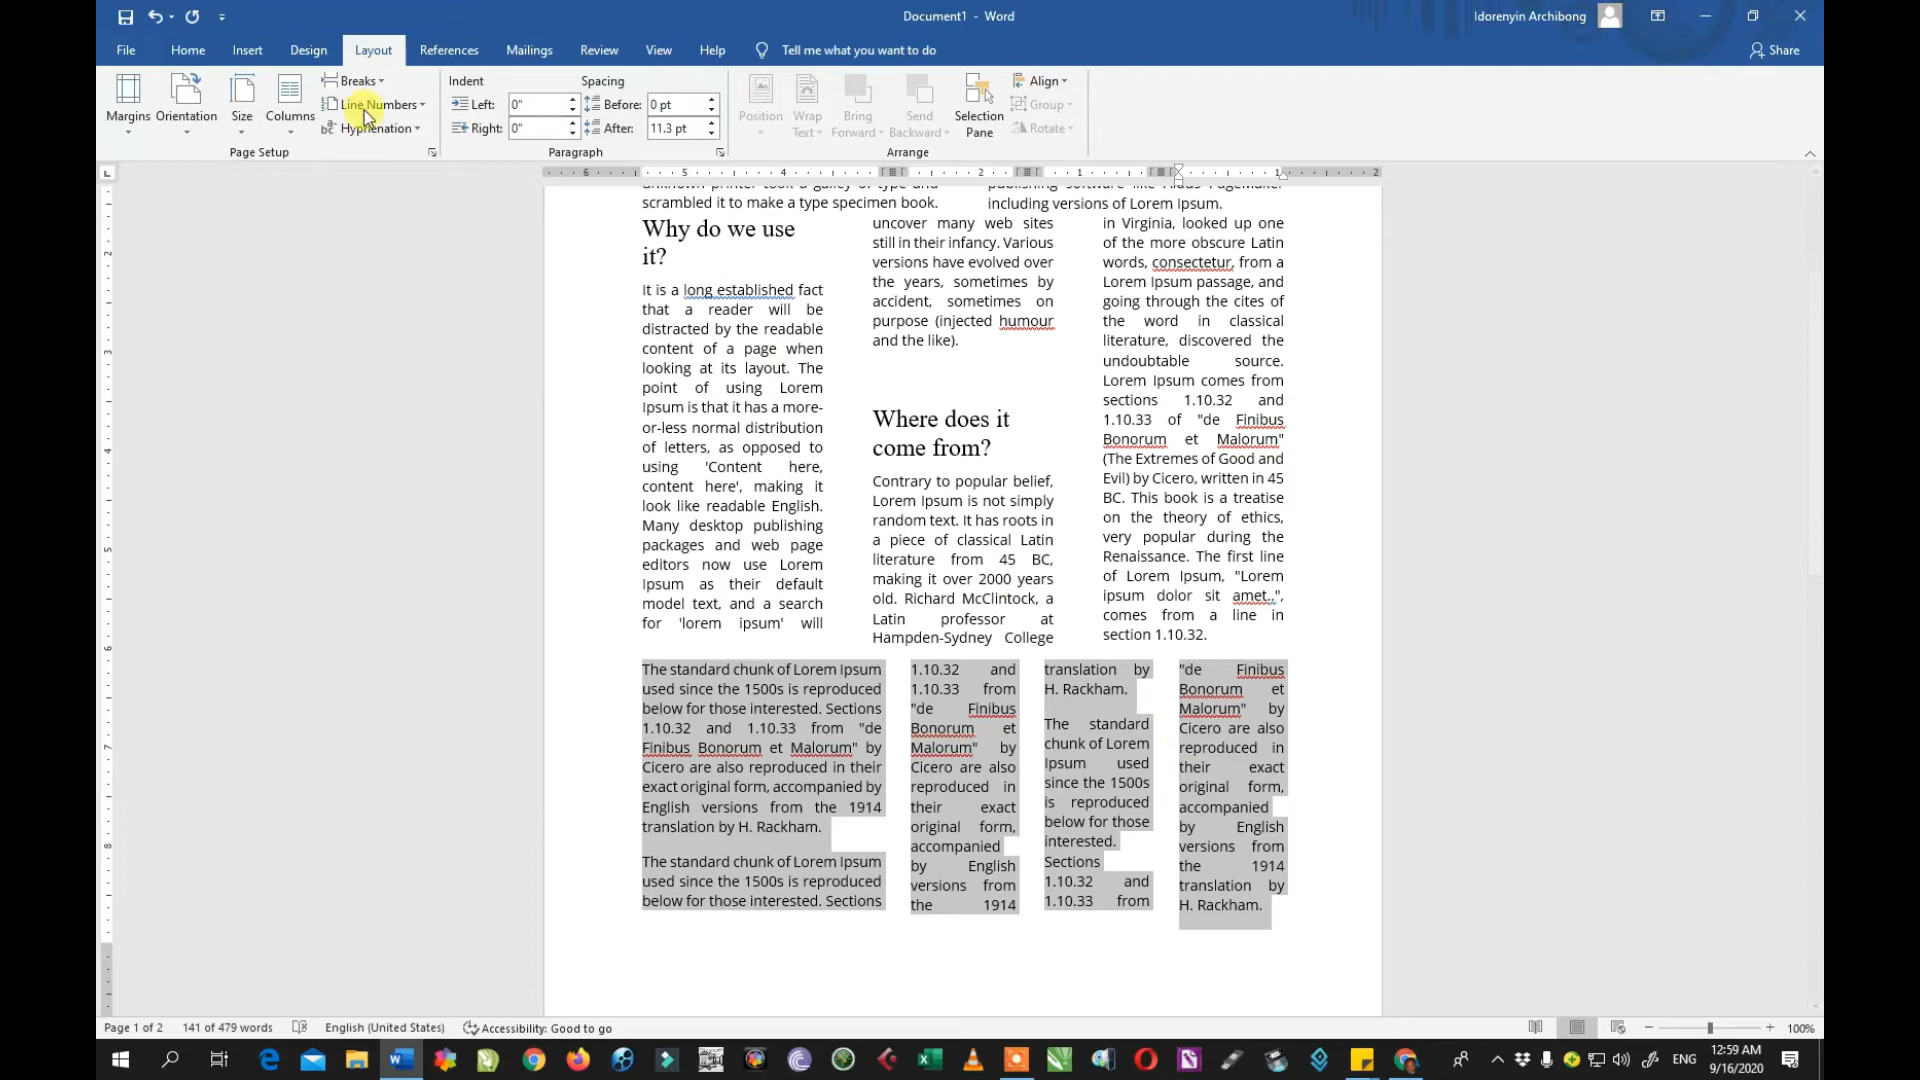 Document1 - Word
Idorenyin Archibong
File Home Insert Design Layout References Mailings Review View Help Tell me what you want to do
Share
Margins
Orientation
Size
Columns
Breaks
Line Numbers
Hyphenation
Page Setup
Indent
Left: 0"
Right: 0"
Spacing
Before: 0 pt
After: 11.3 pt
Paragraph
Position
Wrap
Text
Bring
Forward
Send
Backward
Selection
Pane
Align
Group
Rotate
Arrange
unknown printer took a galley of type and
scrambled it to make a type specimen book.
publishing software like Aldus PageMaker
including versions of Lorem Ipsum.
Why do we use
it?
It is a long established fact
that a reader will be
distracted by the readable
content of a page when
looking at its layout. The
point of using Lorem
Ipsum is that it has a more-
or-less normal distribution
of letters, as opposed to
using 'Content here,
content here', making it
look like readable English.
Many desktop publishing
packages and web page
editors now use Lorem
Ipsum as their default
model text, and a search
for 'lorem ipsum' will
uncover many web sites
still in their infancy. Various
versions have evolved over
the years, sometimes by
accident, sometimes on
purpose (injected humour
and the like).
Where does it
come from?
Contrary to popular belief,
Lorem Ipsum is not simply
random text. It has roots in
a piece of classical Latin
literature from 45 BC,
making it over 2000 years
old. Richard McClintock, a
Latin professor at
Hampden-Sydney College
in Virginia, looked up one
of the more obscure Latin
words, consectetur, from a
Lorem Ipsum passage, and
going through the cites of
the word in classical
literature, discovered the
undoubtable source.
Lorem Ipsum comes from
sections 1.10.32 and
1.10.33 of "de Finibus
Bonorum et Malorum"
(The Extremes of Good and
Evil) by Cicero, written in 45
BC. This book is a treatise
on the theory of ethics,
very popular during the
Renaissance. The first line
of Lorem Ipsum, "Lorem
ipsum dolor sit amet..",
comes from a line in
section 1.10.32.
The standard chunk of Lorem Ipsum
used since the 1500s is reproduced
below for those interested. Sections
1.10.32 and 1.10.33 from "de
Finibus Bonorum et Malorum" by
Cicero are also reproduced in their
exact original form, accompanied by
English versions from the 1914
translation by H. Rackham.
The standard chunk of Lorem Ipsum
used since the 1500s is reproduced
below for those interested. Sections
1.10.32 and
1.10.33 from
"de Finibus
Bonorum et
Malorum" by
Cicero are also
reproduced in
their exact
original form,
accompanied
by English
versions from
the 1914
translation by
H. Rackham.
The standard
chunk of Lorem
Ipsum used
since the 1500s
is reproduced
below for those
interested.
Sections
1.10.32 and
1.10.33 from
"de Finibus
Bonorum et
Malorum" by
Cicero are also
reproduced in
their exact
original form,
accompanied
by English
versions from
the 1914
translation by
H. Rackham.
Page 1 of 2 141 of 479 words English (United States) Accessibility: Good to go
100%
ENG
12:59 AM
9/16/2020